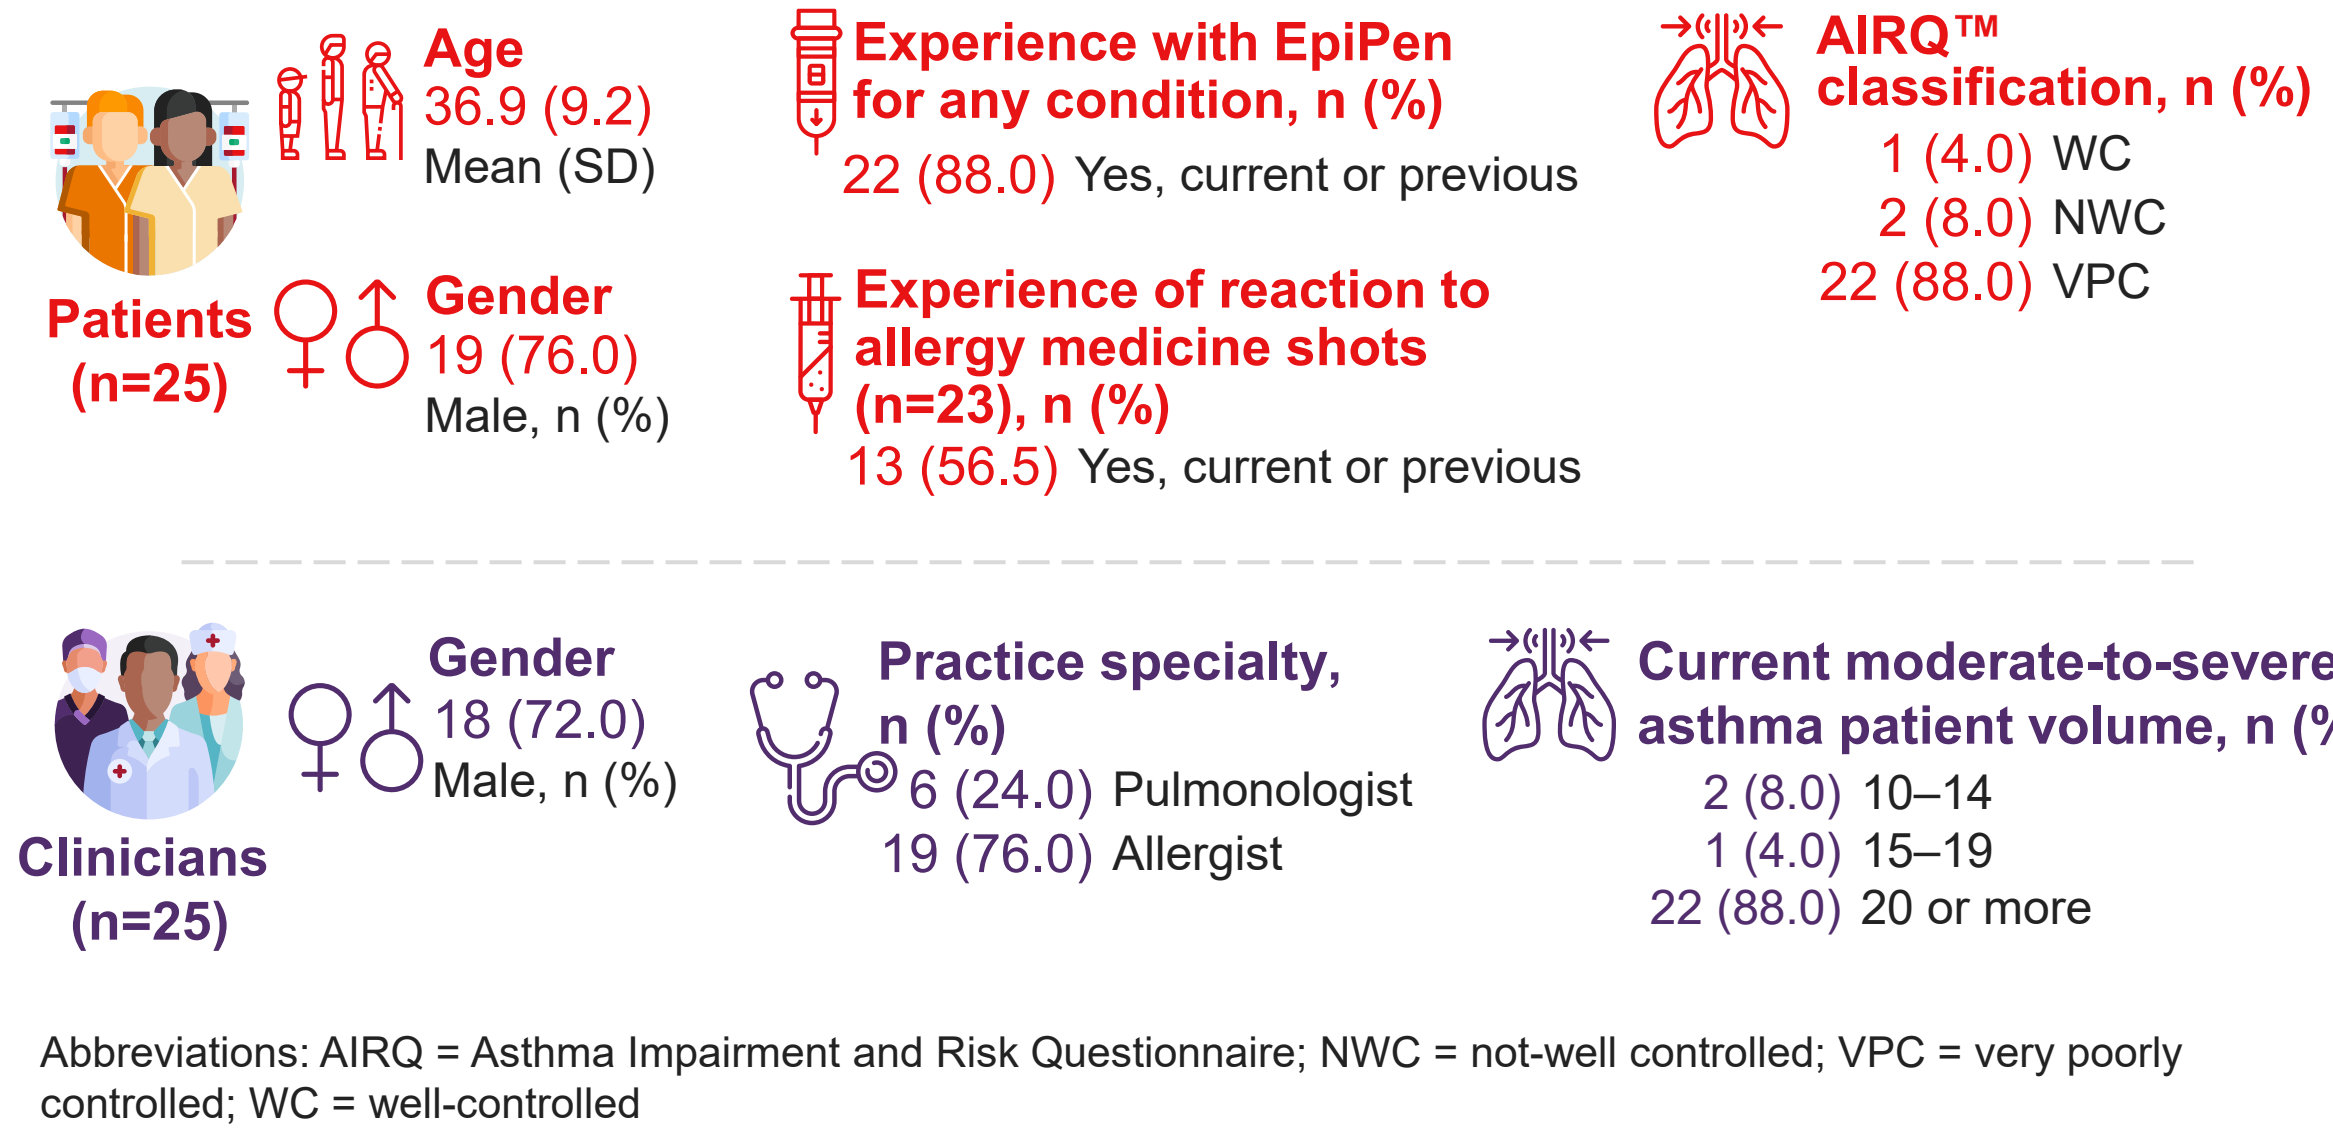 Patients
(n=25)
Age
36.9 (9.2)
Mean (SD)
Gender
19 (76.0)
Male, n (%)
Experience with EpiPen
for any condition, n (%)
22 (88.0) Yes, current or previous
Experience of reaction to
allergy medicine shots
(n=23), n (%)
13 (56.5) Yes, current or previous
AIRQ™
classification, n (%)
1 (4.0) WC
2 (8.0) NWC
22 (88.0) VPC
Clinicians
(n=25)
Gender
18 (72.0)
Male, n (%)
Practice specialty,
n (%)
6 (24.0) Pulmonologist
19 (76.0) Allergist
Current moderate-to-severe
asthma patient volume, n (%
2 (8.0) 10–14
1 (4.0) 15–19
22 (88.0) 20 or more
Abbreviations: AIRQ = Asthma Impairment and Risk Questionnaire; NWC = not-well controlled; VPC = very poorly
controlled; WC = well-controlled